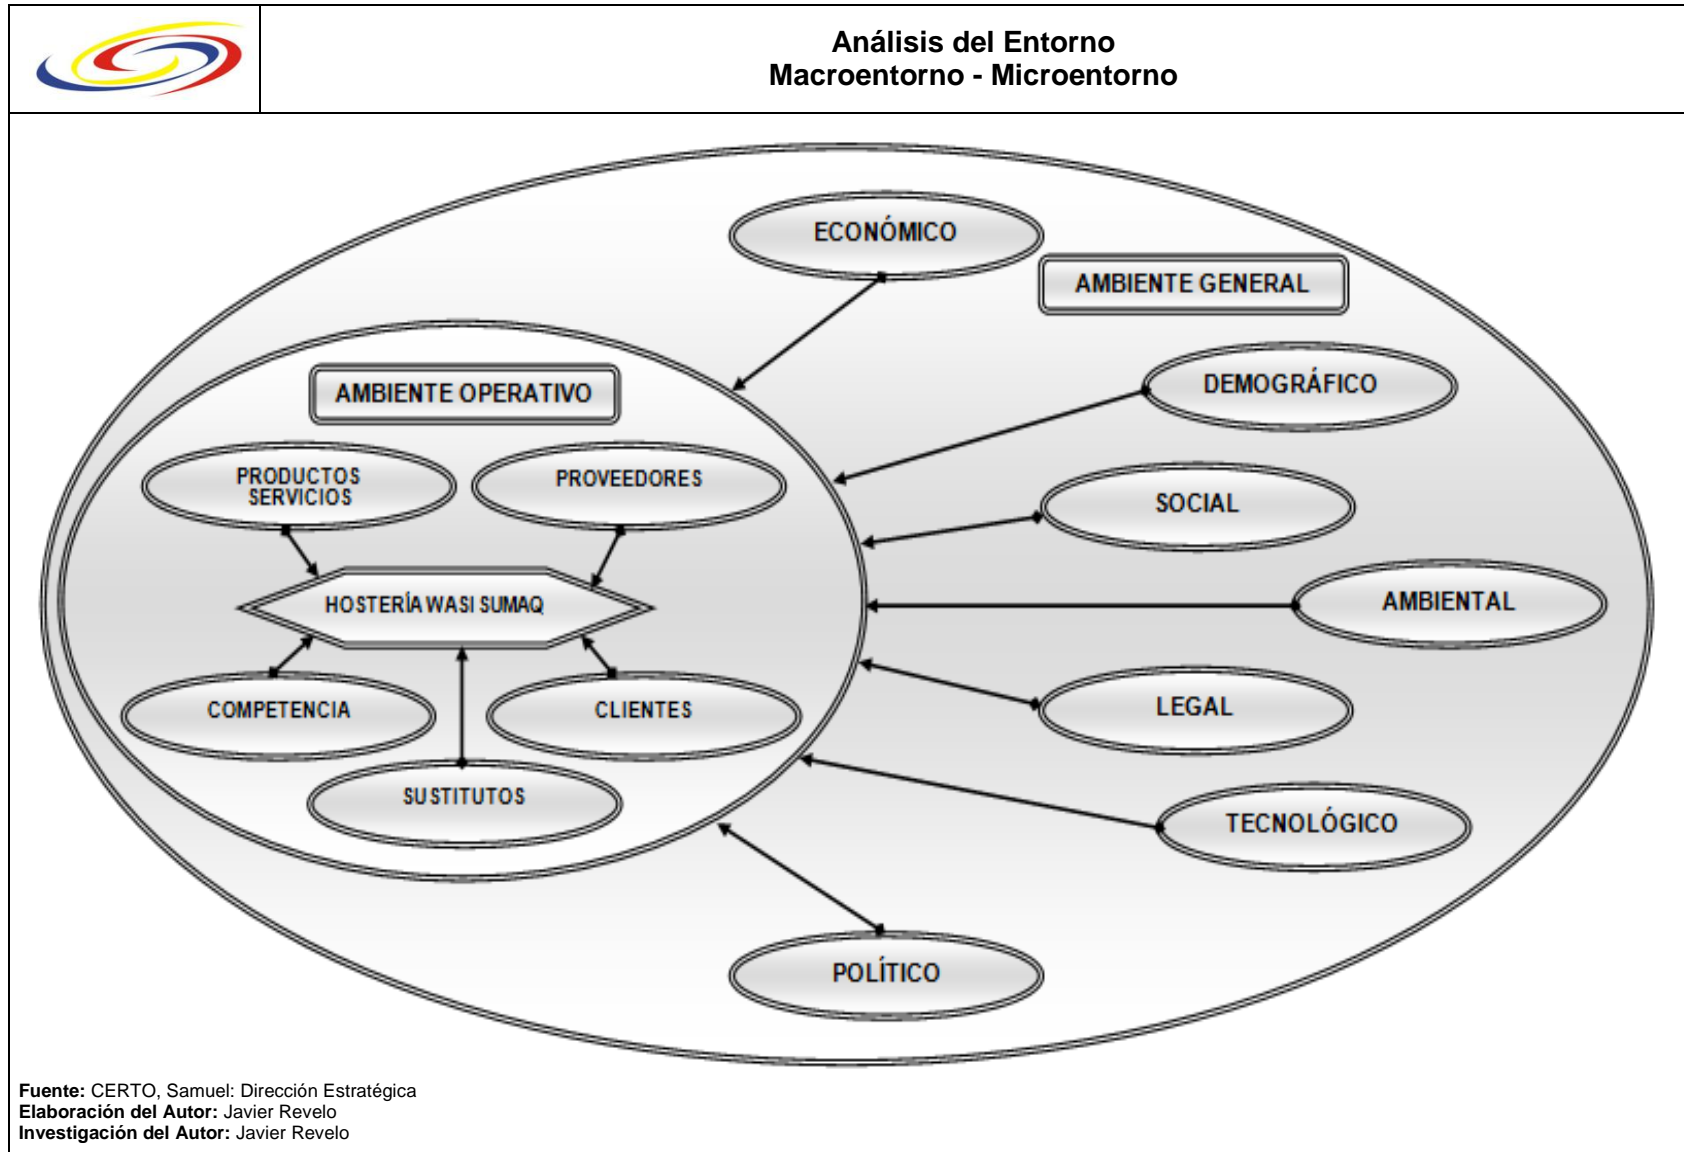 Análisis del Entorno
Macroentorno - Microentorno
ECONÓMICO
AMBIENTE GENERAL
DEMOGRÁFICO
AMBIENTE OPERATIVO
PRODUCTOS
SERVICIOS
PROVEEDORES
SOCIAL
HOSTERÍA WASI SUMAQ
AMBIENTAL
COMPETENCIA
CLIENTES
LEGAL
SUSTITUTOS
TECNOLÓGICO
POLÍTICO
Fuente: CERTO, Samuel: Dirección Estratégica
Elaboración del Autor: Javier Revelo
Investigación del Autor: Javier Revelo